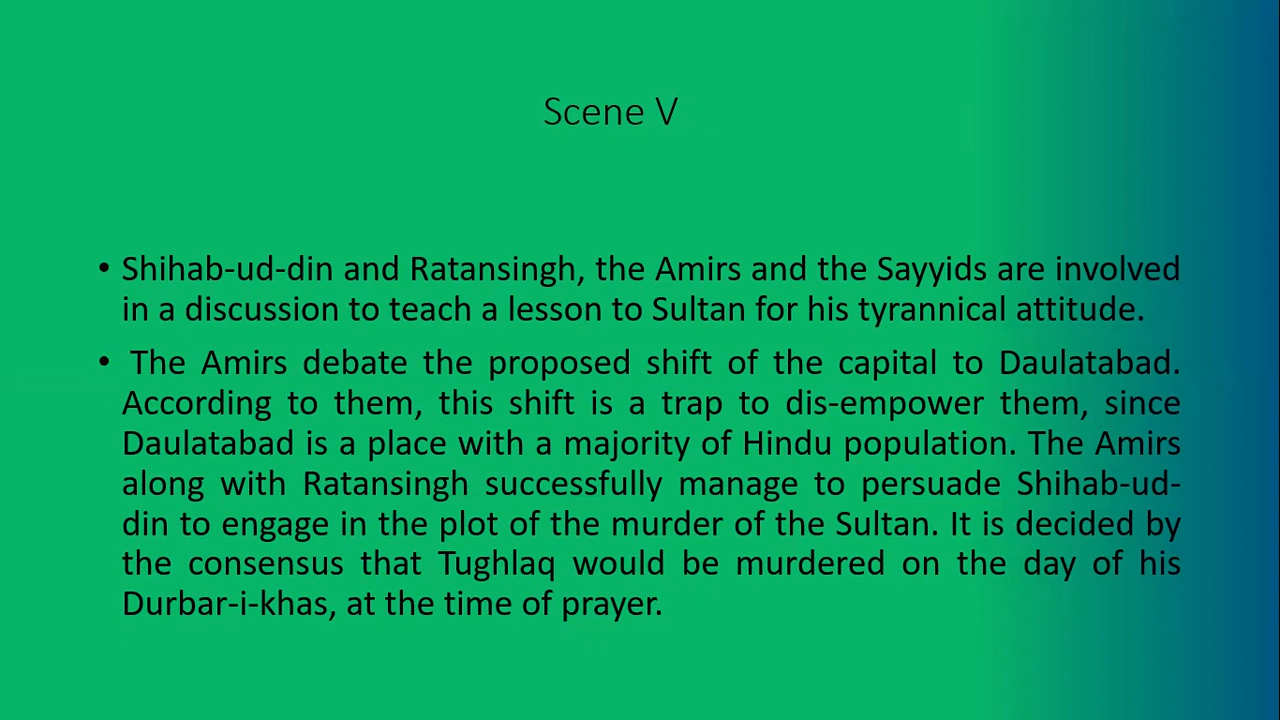 Scene V
• Shihab-ud-din and Ratansingh, the Amirs and the Sayyids are involved
in a discussion to teach a lesson to Sultan for his tyrannical attitude.
• The Amirs debate the proposed shift of the capital to Daulatabad.
According to them, this shift is a trap to dis-empower them, since
Daulatabad is a place with a majority of Hindu population. The Amirs
along with Ratansingh successfully manage to persuade Shihab-ud-
din to engage in the plot of the murder of the Sultan. It is decided by
the consensus that Tughlaq would be murdered on the day of his
Durbar-i-khas, at the time of prayer.